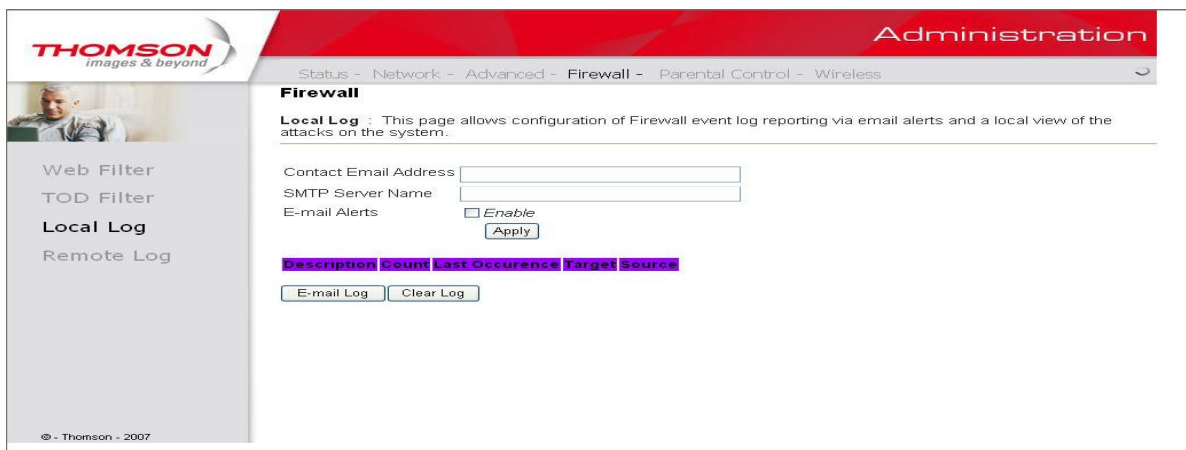 THOMSON
images & beyond
Administration
Status - Network - Advanced - Firewall - Parental Control - Wireless
Firewall
Local Log : This page allows configuration of Firewall event log reporting via email alerts and a local view of the
attacks on the system.
Web Filter
TOD Filter
Local Log
Remote Log
Contact Email Address
SMTP Server Name
E-mail Alerts Enable
Apply
Description Count Last Occurence Target Source
E-mail Log Clear Log
© - Thomson - 2007